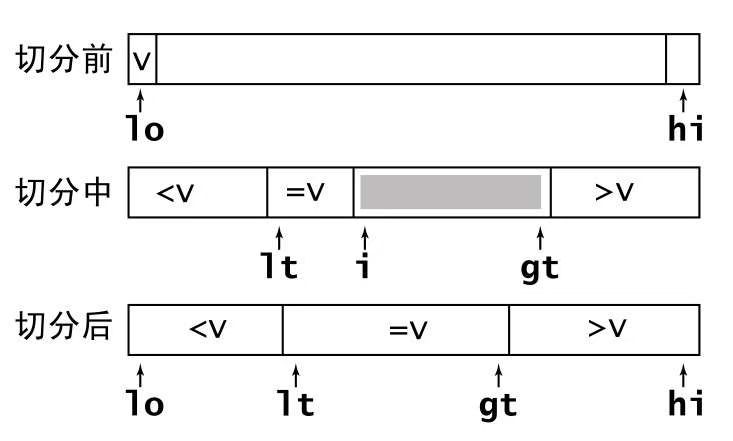 切分前 v
lo hi
切分中 <v =v >v
lt i gt
切分后 <v =v >v
lo lt gt hi